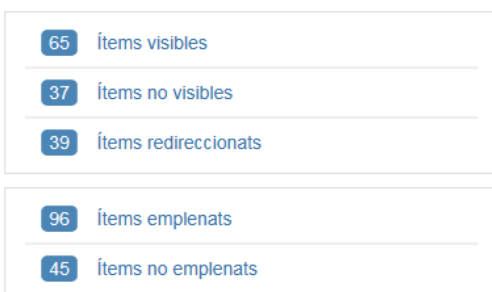 65 Ítems visibles
37 Ítems no visibles
39 Ítems redireccionats
96 Ítems emplenats
45 Ítems no emplenats